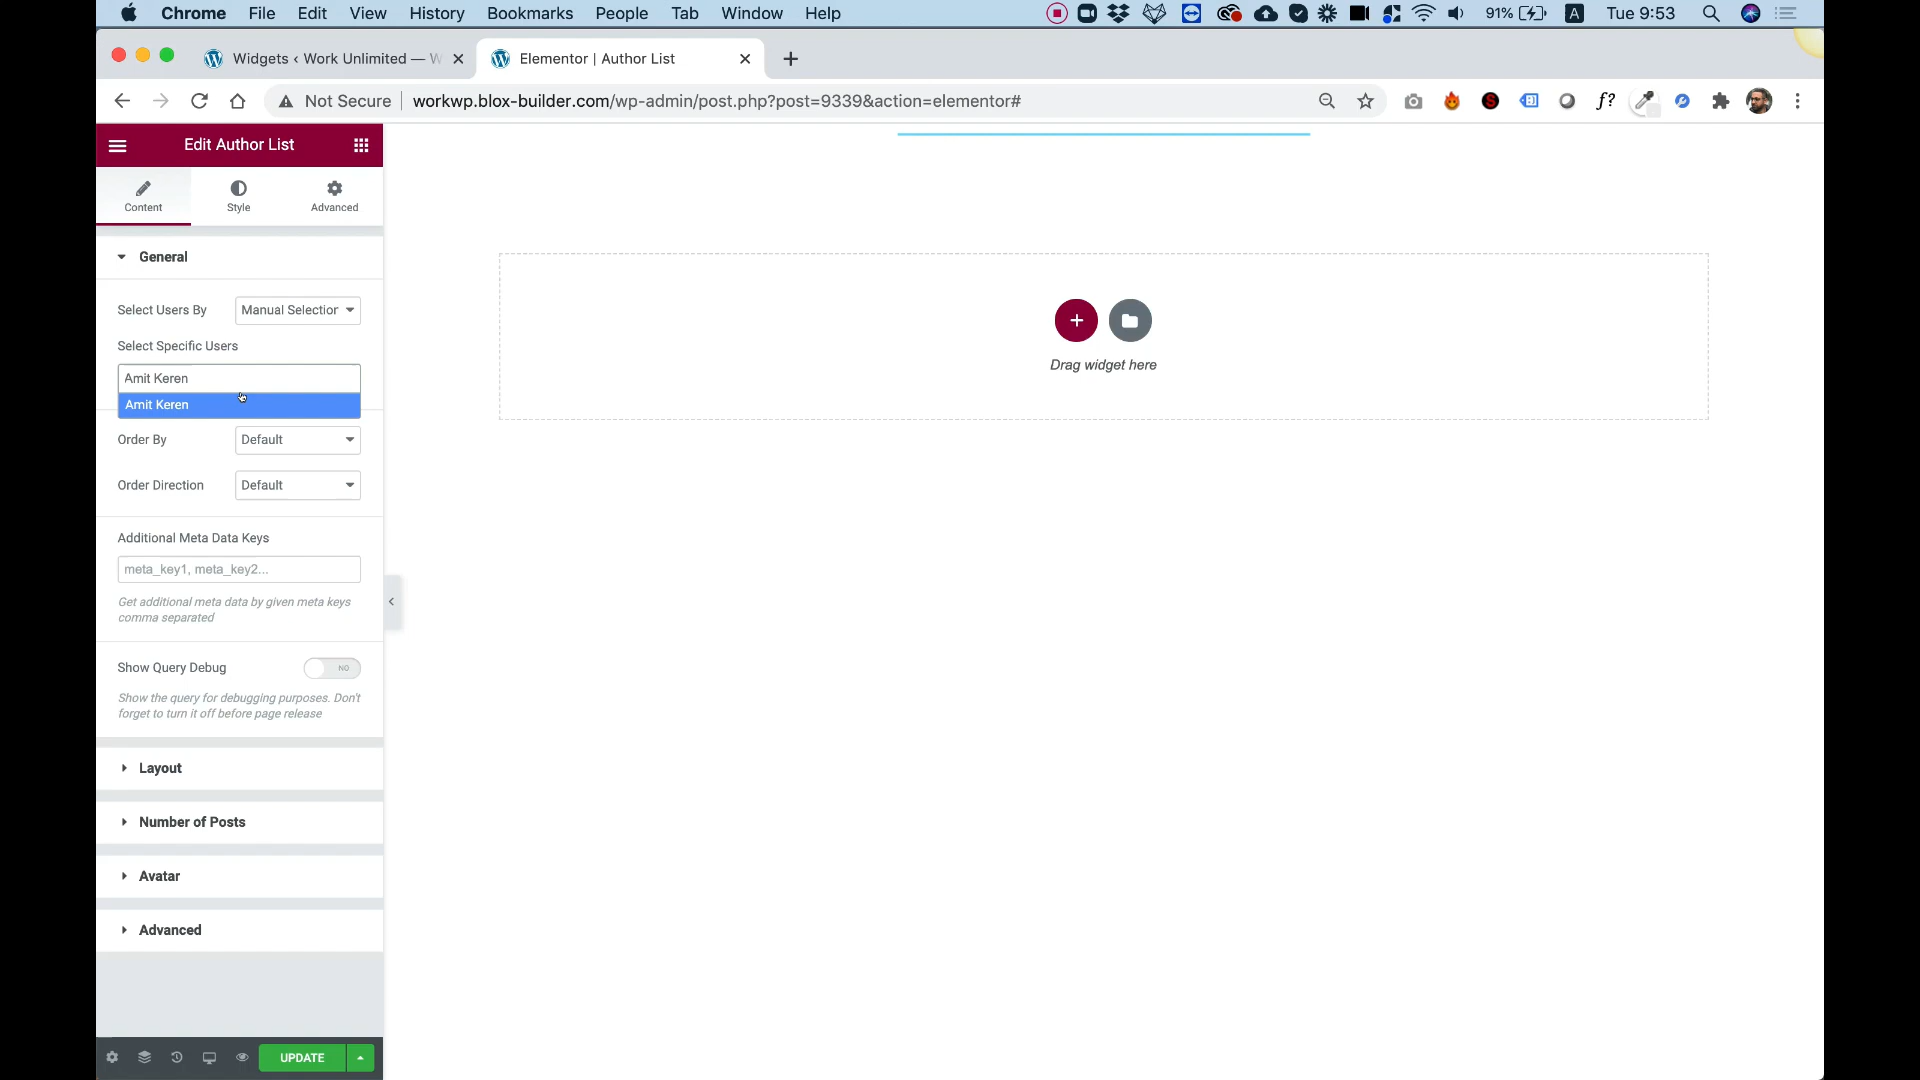 Chrome File Edit View History Bookmarks People Tab Window Help 91% A Tue 9:53
Widgets ‹ Work Unlimited — W
Elementor | Author List
Not Secure workwp.blox-builder.com/wp-admin/post.php?post=9339&action=elementor#
S f?
Edit Author List
Content Style Advanced
General
Select Users By Manual Selection
Select Specific Users
Amit Keren
Amit Keren
Order By Default
Order Direction Default
Additional Meta Data Keys
meta_key1, meta_key2...
Get additional meta data by given meta keys
comma separated
Show Query Debug NO
Show the query for debugging purposes. Don't
forget to turn it off before page release
Layout
Number of Posts
Avatar
Advanced
UPDATE
Drag widget here